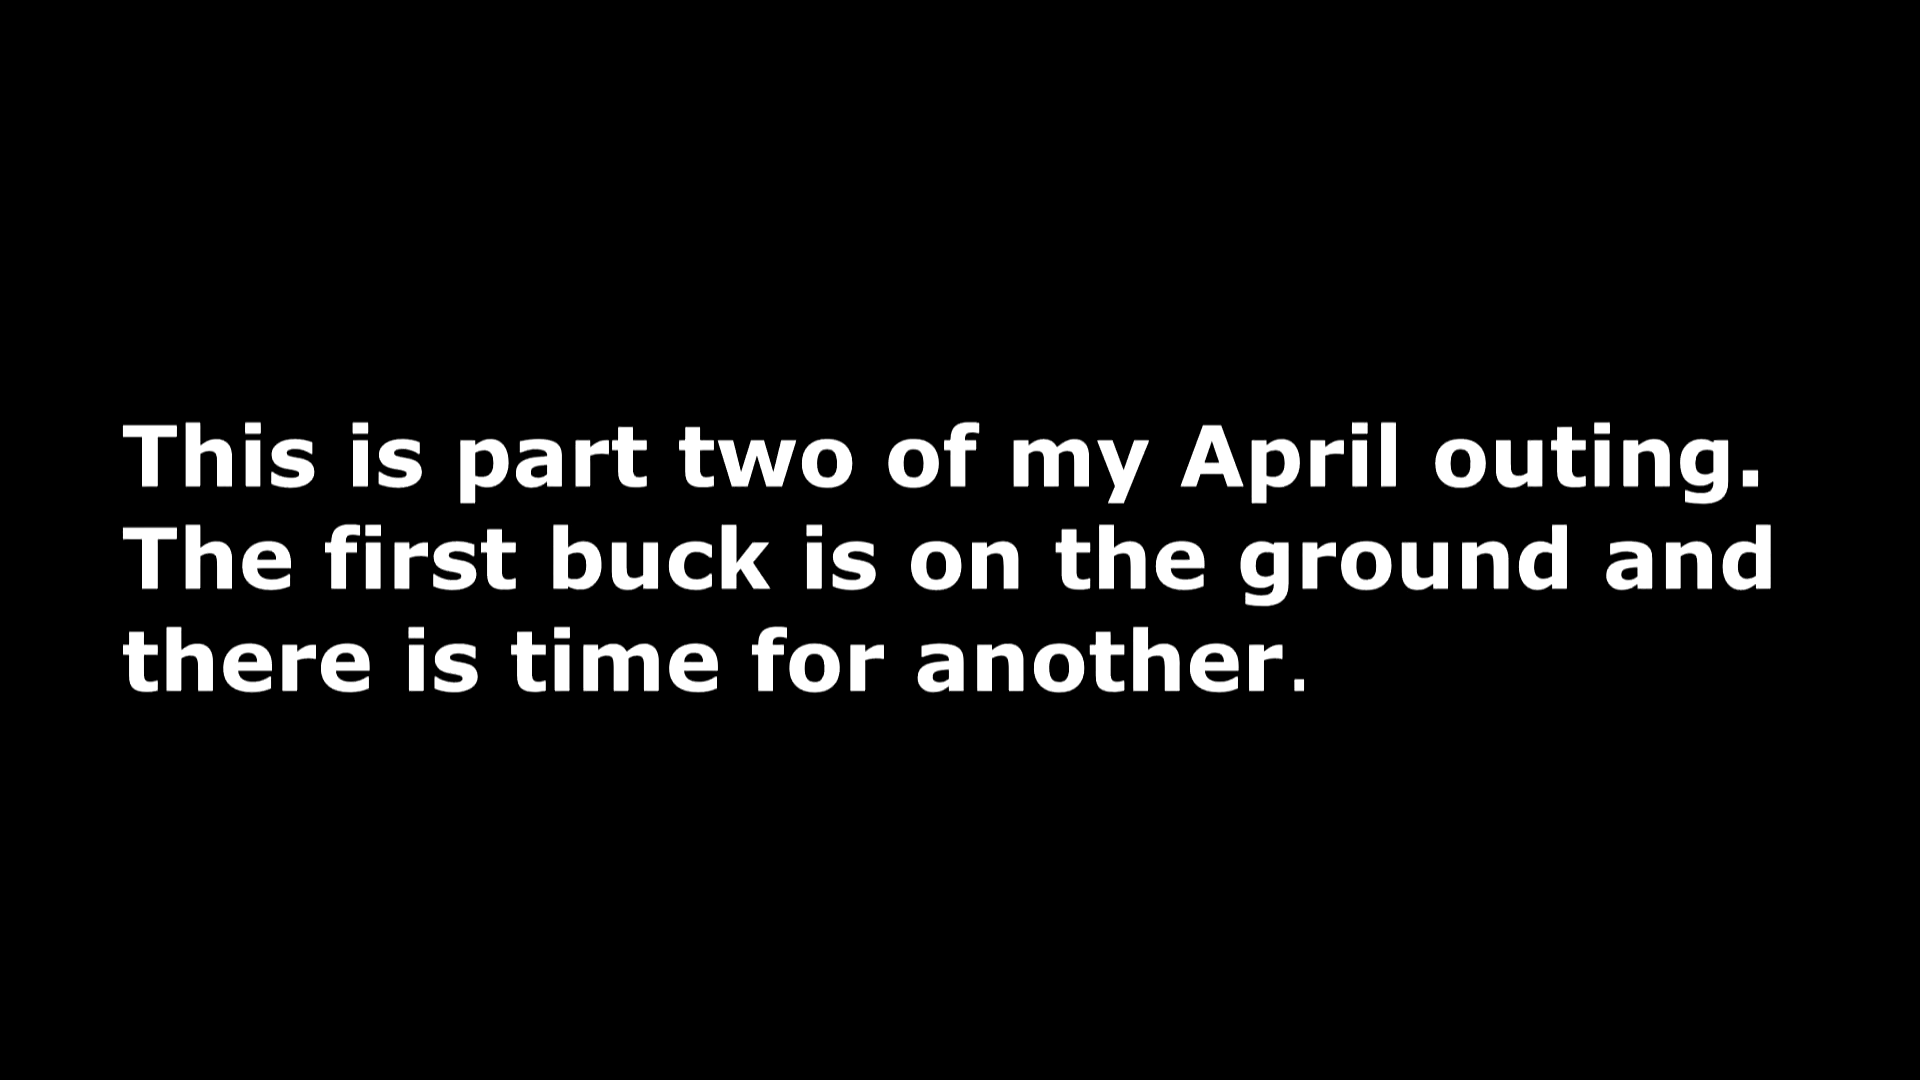 This is part two of my April outing.
The first buck is on the ground and
there is time for another.